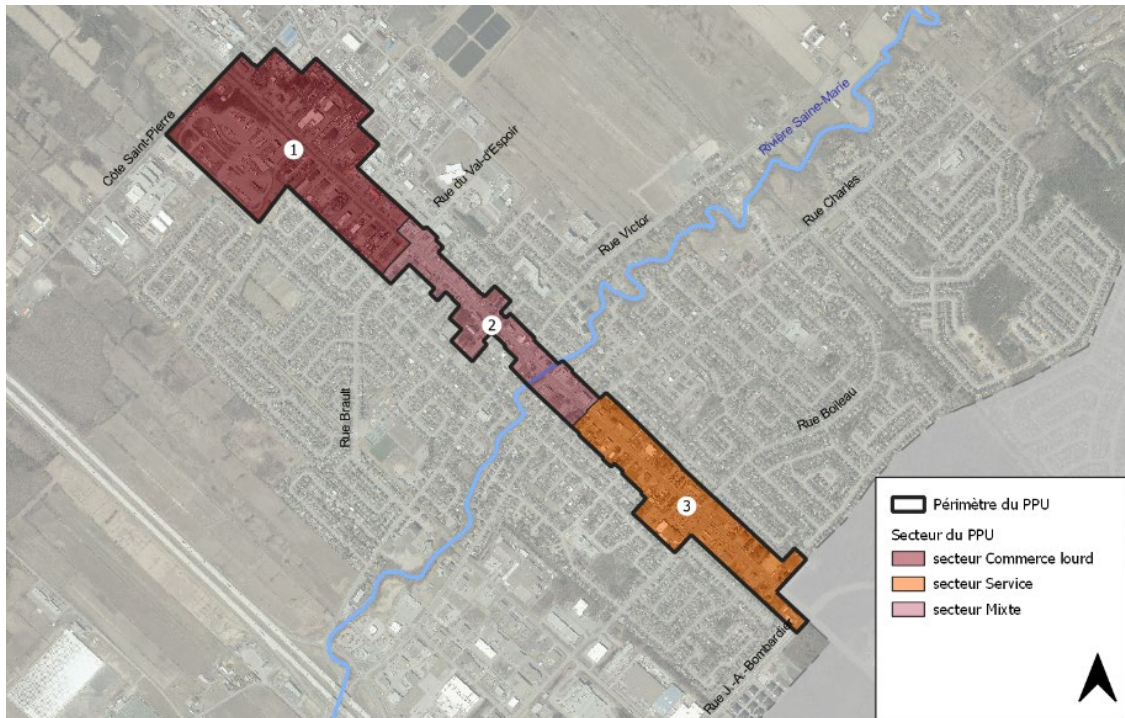 Côte Saint-Pierre
1
Rue du Val-d'Espoir
Rivière Saine-Marie
Rue Charles
Rue Victor
2
Rue Brault
Rue Boileau
3
Rue J.-A.-Bombardier
Périmètre du PPU
Secteur du PPU
secteur Commerce lourd
secteur Service
secteur Mixte